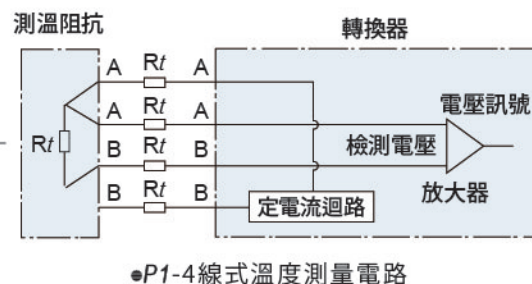 測溫阻抗
轉換器
A Rt A
A Rt A
Rt
B Rt B
B Rt B
電壓訊號
檢測電壓
放大器
定電流迴路
●P1-4線式溫度測量電路